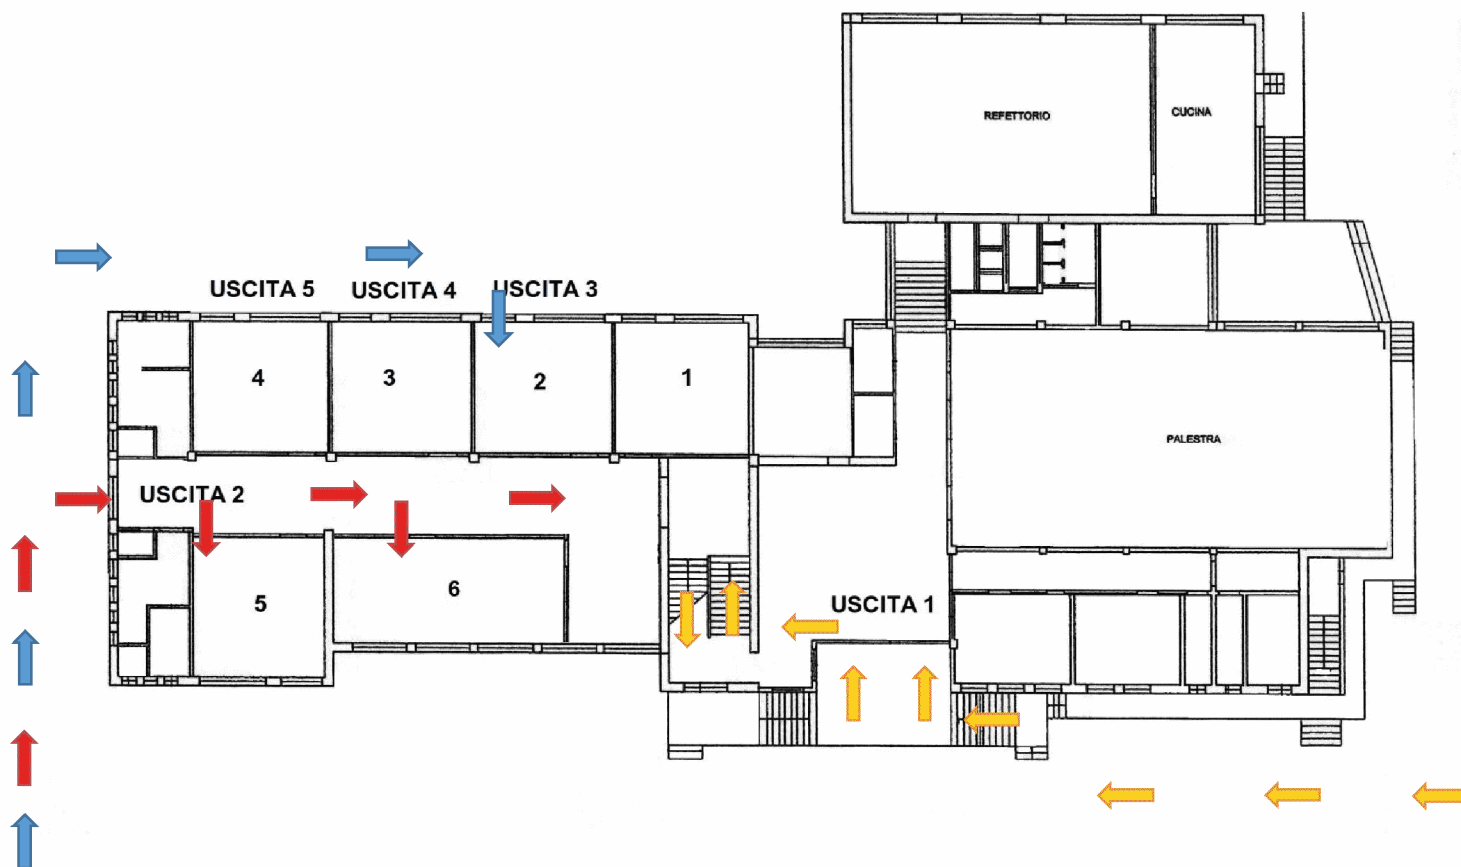 REFETTORIO
CUCINA
USCITA 5
USCITA 4
USCITA 3
4
3
2
1
PALESTRA
USCITA 2
5
6
USCITA 1